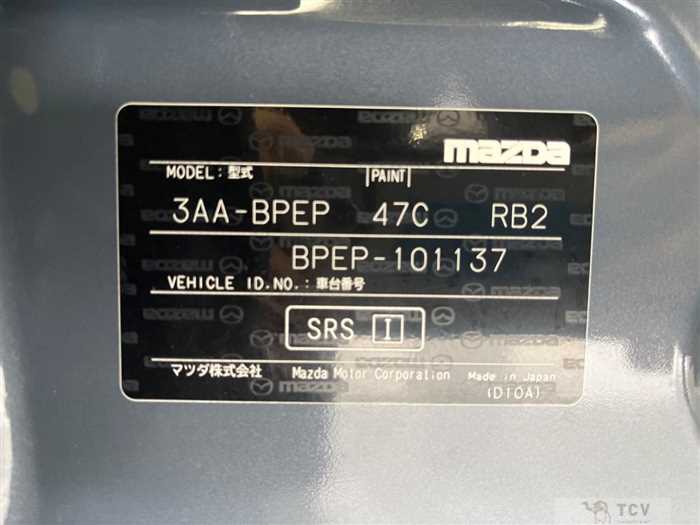 mazda
MODEL:型式 PAINT
3AA-BPEP 47C RB2
BPEP-101137
VEHICLE ID.NO.:車台番号
SRS I
マツダ株式会社 Mazda Motor Corporation Made in Japan
(D10A)
TCV